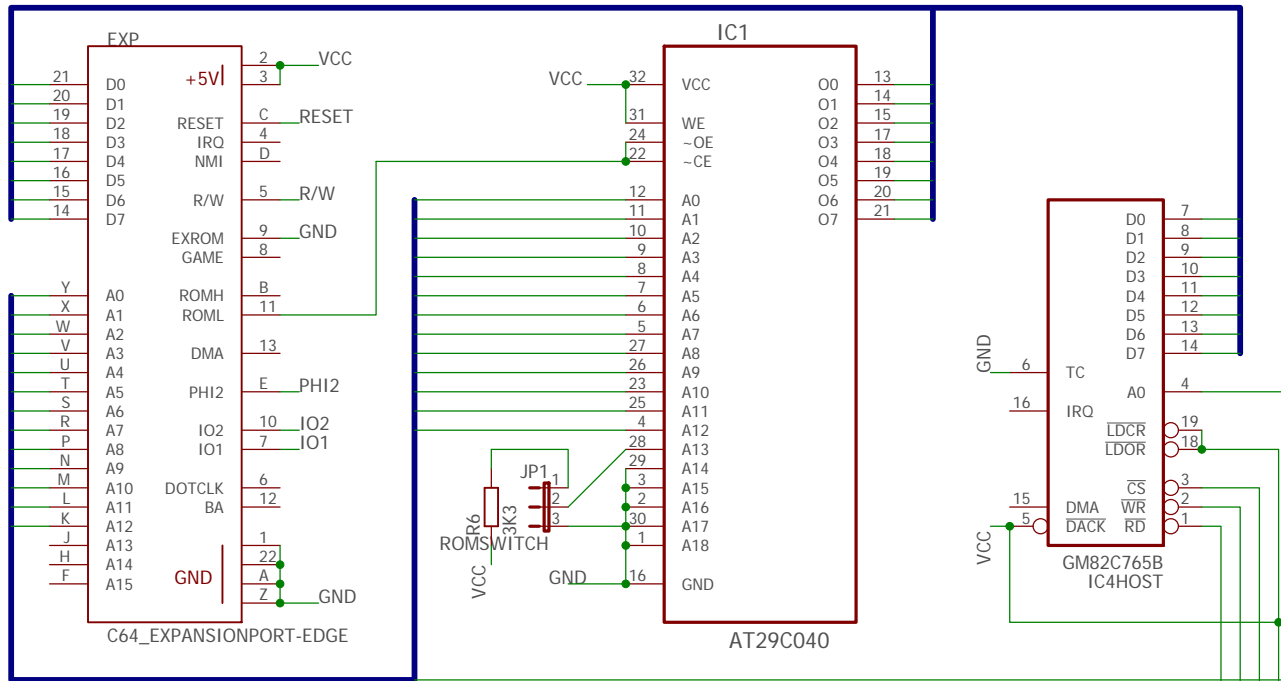 EXP
21 D0
20 D1
19 D2
18 D3
17 D4
16 D5
15 D6
14 D7
Y A0
X A1
W A2
V A3
U A4
T A5
S A6
R A7
P A8
N A9
M A10
L A11
K A12
J A13
H A14
F A15
+5V 2 VCC
3
RESET C RESET
IRQ 4
NMI D
R/W 5 R/W
EXROM 9 GND
GAME 8
ROMH B
ROML 11
DMA 13
PHI2 E PHI2
IO2 10 IO2
IO1 7 IO1
DOTCLK 6
BA 12
1
22
GND A
Z GND
C64_EXPANSIONPORT-EDGE
IC1
VCC 32 VCC
31 WE
24 ~OE
22 ~CE
12 A0
11 A1
10 A2
9 A3
8 A4
7 A5
6 A6
5 A7
27 A8
26 A9
23 A10
25 A11
4 A12
28 A13
29 A14
3 A15
2 A16
30 A17
1 A18
GND 16 GND
O0 13
O1 14
O2 15
O3 17
O4 18
O5 19
O6 20
O7 21
AT29C040
JP1
1
2
3
R6
3K3
ROMSWITCH
VCC
D0 7
D1 8
D2 9
D3 10
D4 11
D5 12
D6 13
D7 14
GND 6 TC
A0 4
16 IRQ
LDCR 19
LDOR 18
CS 3
15 DMA
WR 2
VCC 5 DACK
RD 1
GM82C765B
IC4HOST